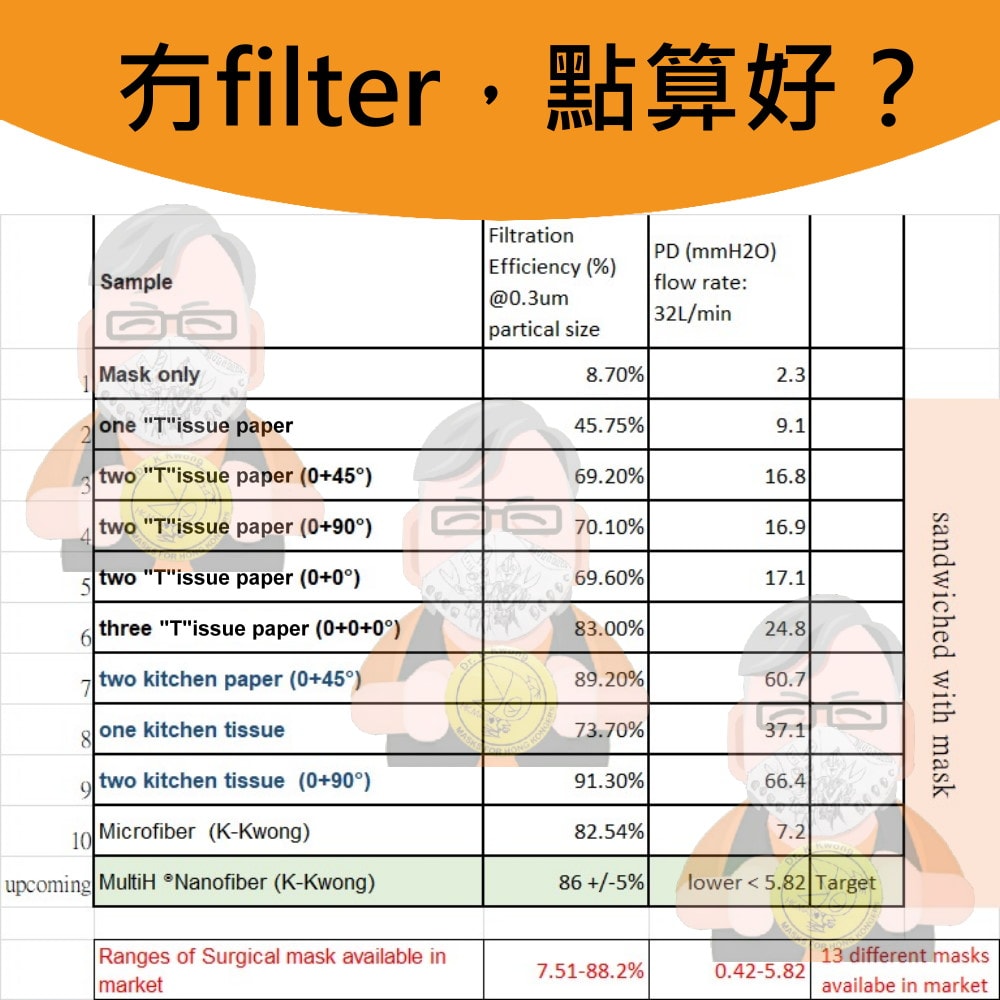 冇filter，點算好？
Sample
Filtration
Efficiency (%)
@0.3um
partical size
PD (mmH2O)
flow rate:
32L/min
1 Mask only 8.70% 2.3
2 one "T"issue paper 45.75% 9.1
3 two "T"issue paper (0+45°) 69.20% 16.8
4 two "T"issue paper (0+90°) 70.10% 16.9
5 two "T"issue paper (0+0°) 69.60% 17.1
6 three "T"issue paper (0+0+0°) 83.00% 24.8
7 two kitchen paper (0+45°) 89.20% 60.7
8 one kitchen tissue 73.70% 37.1
9 two kitchen tissue (0+90°) 91.30% 66.4
10 Microfiber (K-Kwong) 82.54% 7.2
upcoming MultiH ®Nanofiber (K-Kwong) 86 +/-5% lower < 5.82 Target
sandwiched with mask
Ranges of Surgical mask available in
market
7.51-88.2% 0.42-5.82
13 different masks
availabe in market
Dr. K Kwong
MASKS FOR HONG KONGERS